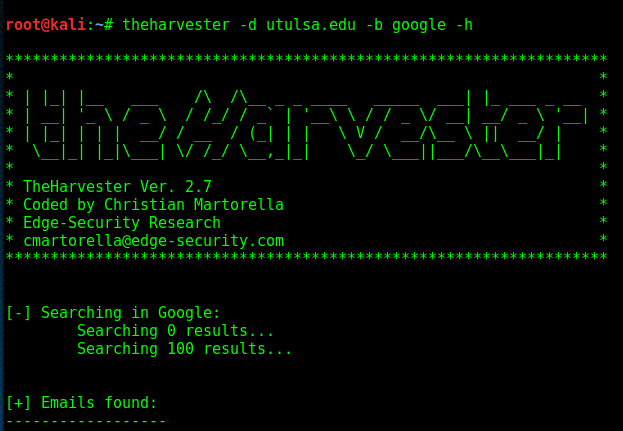 root@kali:~# theharvester -d utulsa.edu -b google -h
*******************************************************************
* *
* | |_| |__ ___ /\ /\__ _ _ ____ _____ ___| |_ ___ _ __ *
* | __| '_ \ / _ \ / /_/ / _` | '__\ \ / / _ \/ __| __/ _ \ '__| *
* | |_| | | | __/ / __ / (_| | | \ V / __/\__ \ || __/ | *
* \__|_| |_|\___| \/ /_/ \__,_|_| \_/ \___||___/\__\___|_| *
* *
* TheHarvester Ver. 2.7 *
* Coded by Christian Martorella *
* Edge-Security Research *
* cmartorella@edge-security.com *
*******************************************************************
[-] Searching in Google:
Searching 0 results...
Searching 100 results...
[+] Emails found:
------------------